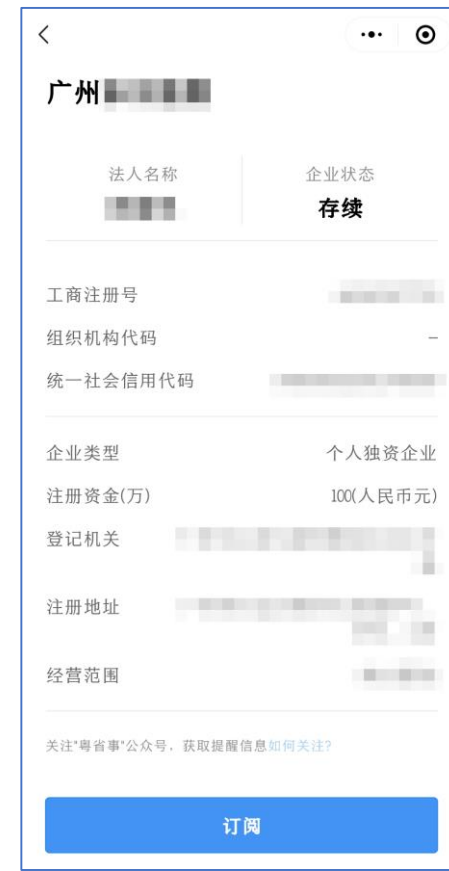 广州
法人名称
企业状态
存续
工商注册号
组织机构代码 –
统一社会信用代码
企业类型 个人独资企业
注册资金(万) 100(人民币元)
登记机关
注册地址
经营范围
关注"粤省事"公众号，获取提醒信息如何关注?
订阅